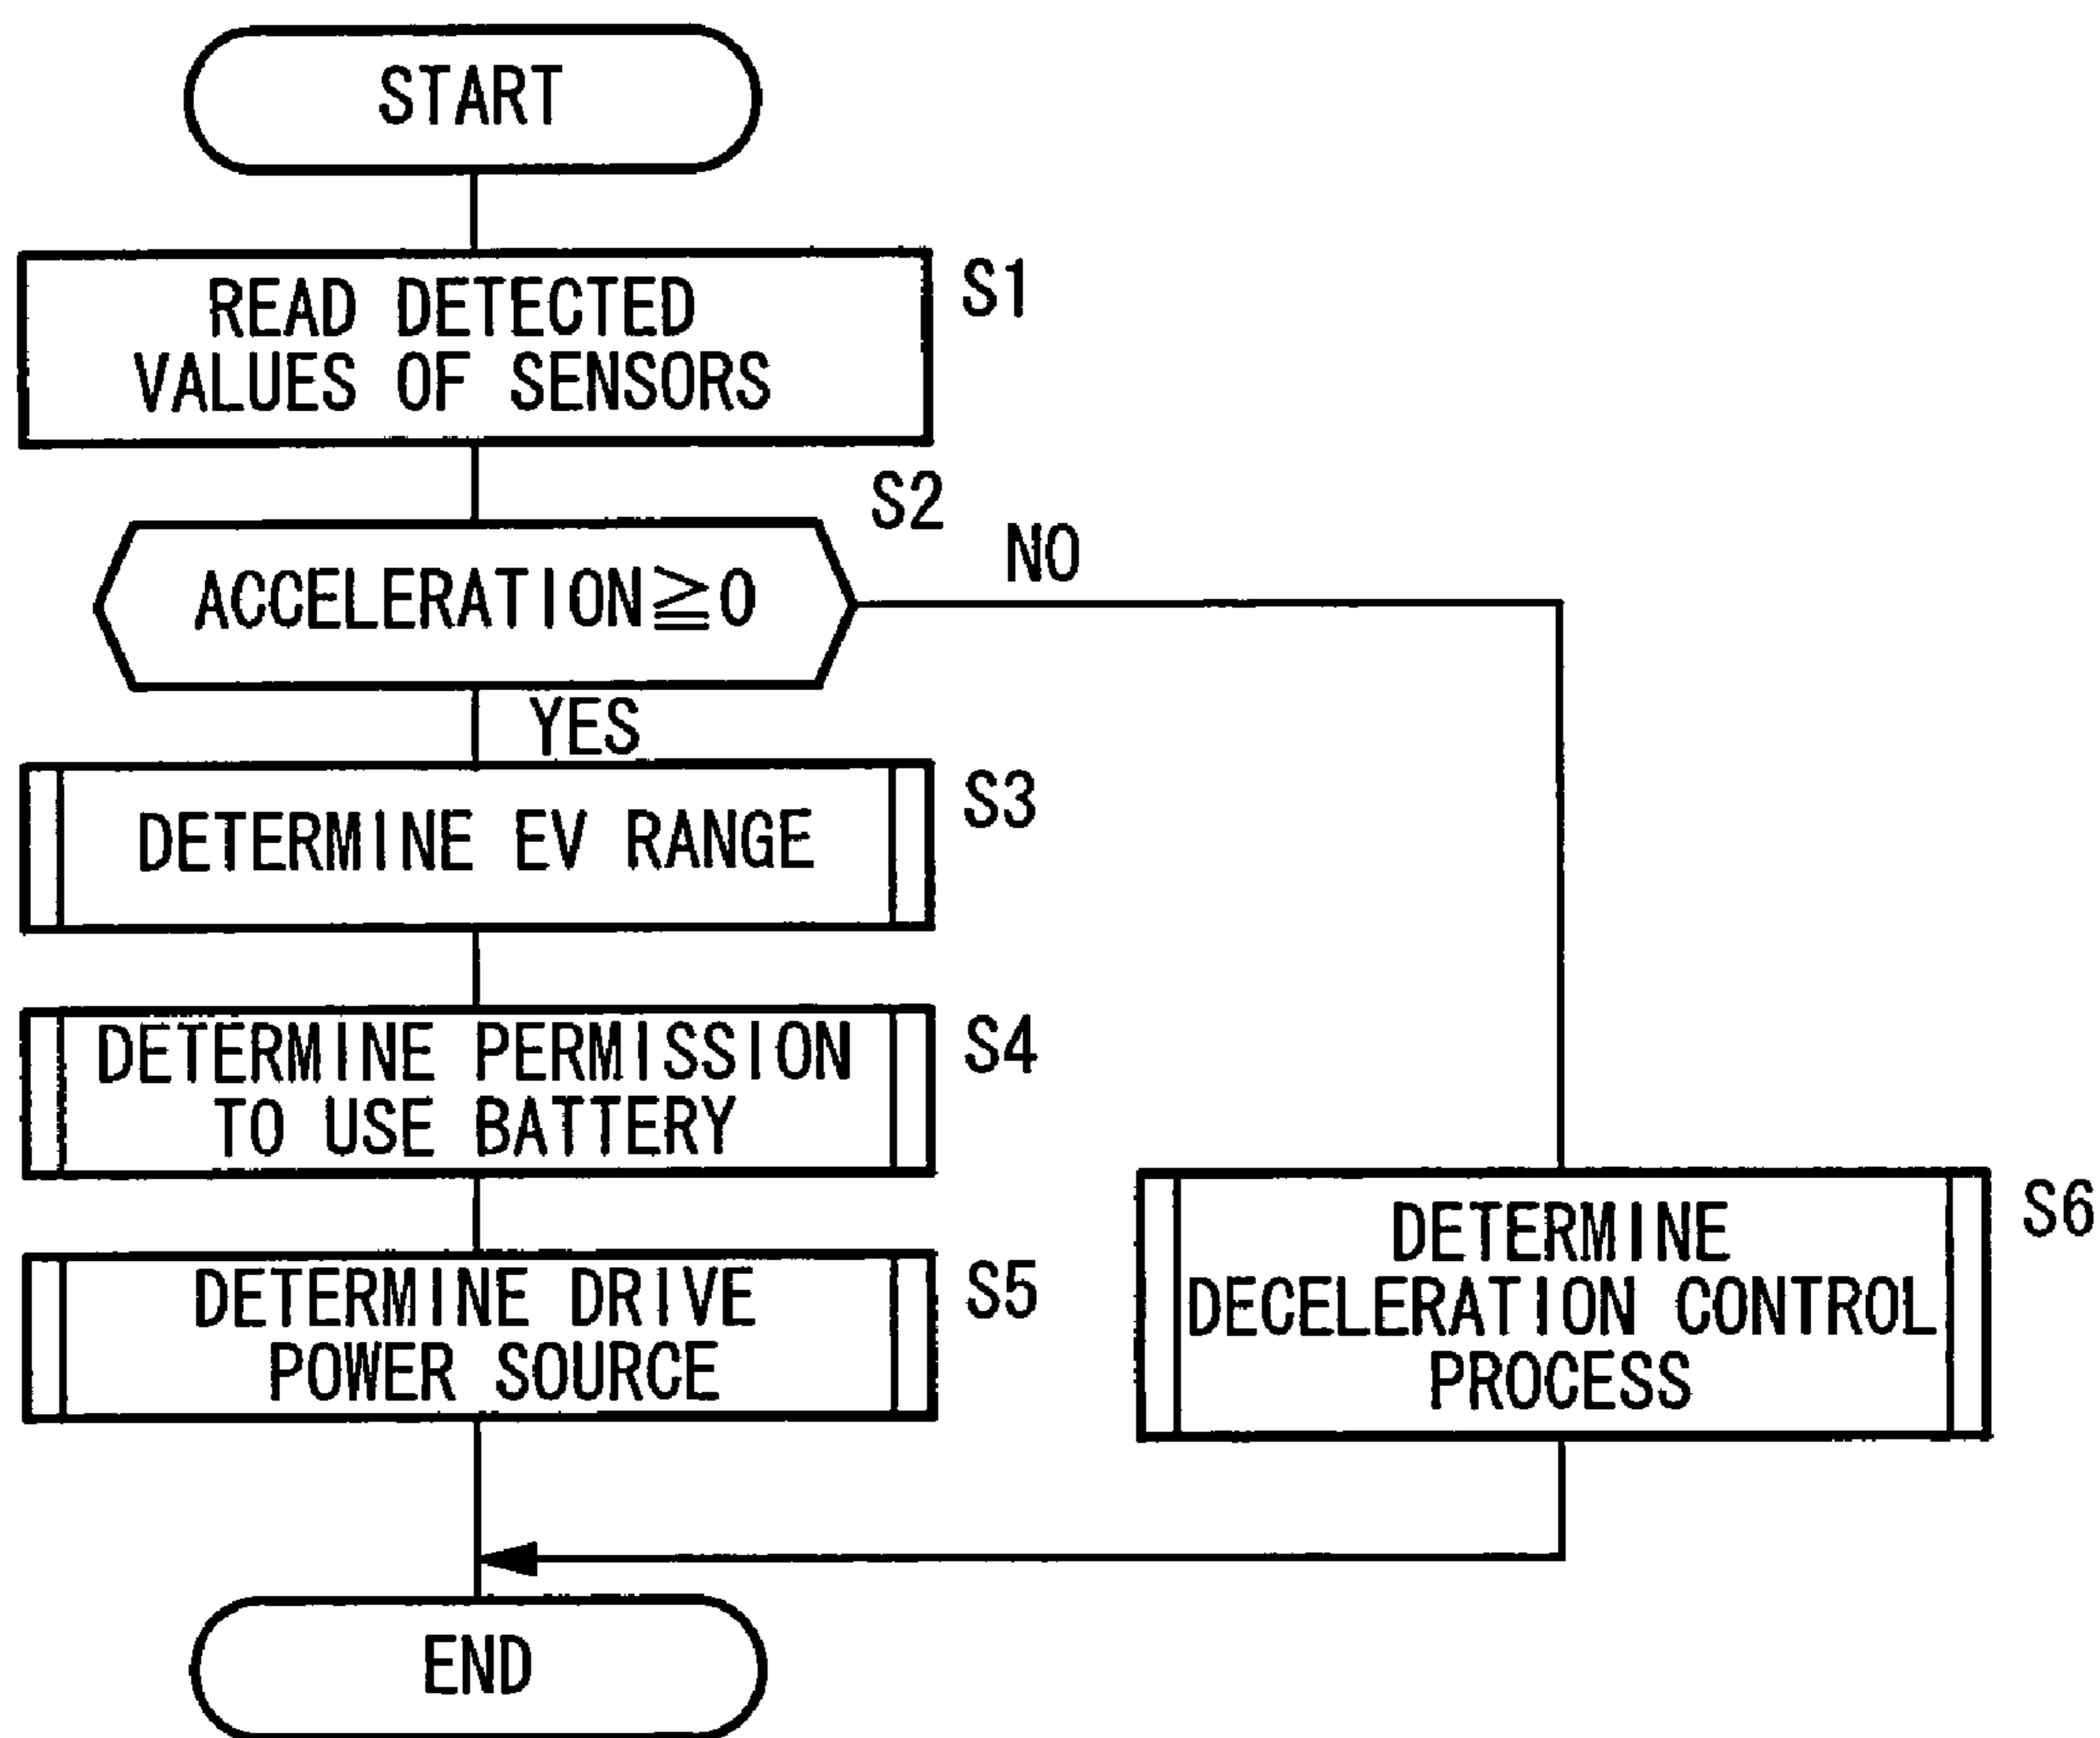 START
READ DETECTED
VALUES OF SENSORS
S1
S2
ACCELERATION≧0
NO
YES
DETERMINE EV RANGE
S3
DETERMINE PERMISSION
TO USE BATTERY
S4
DETERMINE DRIVE
POWER SOURCE
S5
DETERMINE
DECELERATION CONTROL
PROCESS
S6
END